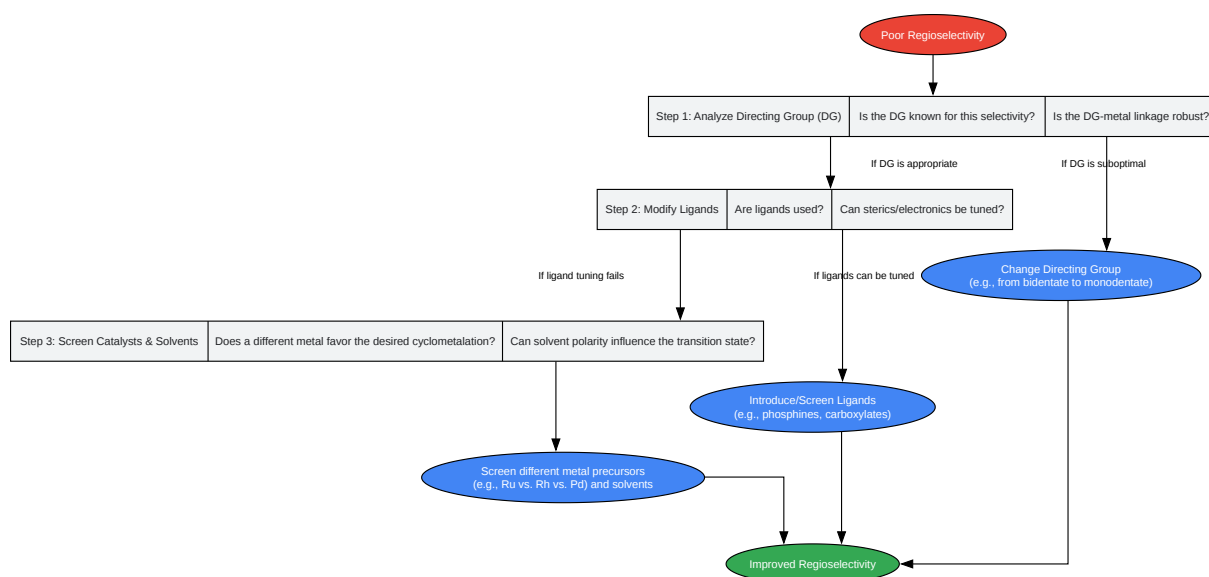 Poor Regioselectivity
Step 1: Analyze Directing Group (DG)
Is the DG known for this selectivity?
Is the DG-metal linkage robust?
If DG is appropriate
If DG is suboptimal
Step 2: Modify Ligands
Are ligands used?
Can sterics/electronics be tuned?
If ligand tuning fails
If ligands can be tuned
Change Directing Group
(e.g., from bidentate to monodentate)
Step 3: Screen Catalysts & Solvents
Does a different metal favor the desired cyclometalation?
Can solvent polarity influence the transition state?
Introduce/Screen Ligands
(e.g., phosphines, carboxylates)
Screen different metal precursors
(e.g., Ru vs. Rh vs. Pd) and solvents
Improved Regioselectivity